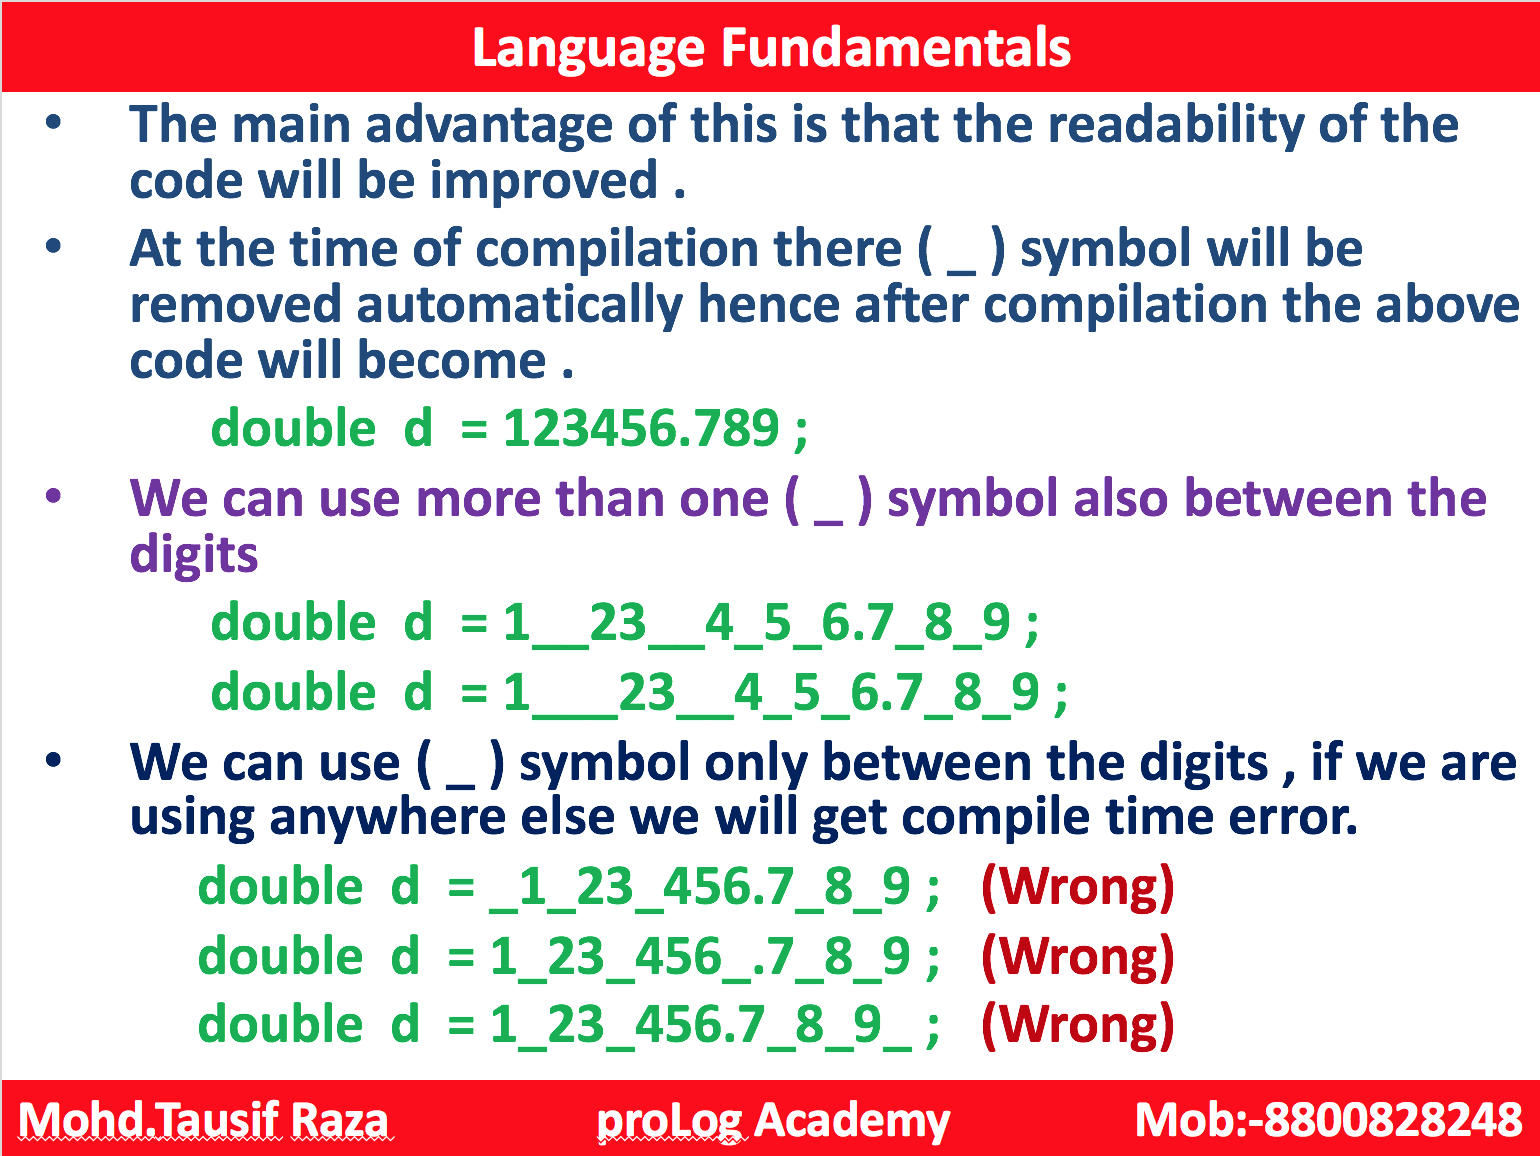 Language Fundamentals
• The main advantage of this is that the readability of the
code will be improved .
• At the time of compilation there ( _ ) symbol will be
removed automatically hence after compilation the above
code will become .
double d = 123456.789 ;
• We can use more than one ( _ ) symbol also between the
digits
double d = 1__23__4_5_6.7_8_9 ;
double d = 1___23__4_5_6.7_8_9 ;
• We can use ( _ ) symbol only between the digits , if we are
using anywhere else we will get compile time error.
double d = _1_23_456.7_8_9 ; (Wrong)
double d = 1_23_456_.7_8_9 ; (Wrong)
double d = 1_23_456.7_8_9_ ; (Wrong)
Mohd.Tausif Raza proLog Academy Mob:-8800828248